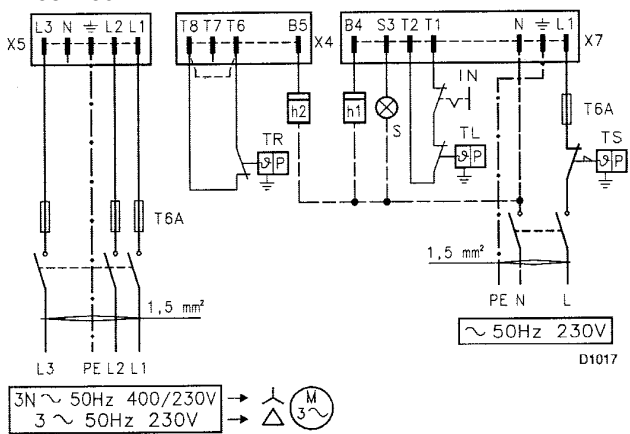 L3 N ⏚ L2 L1
X5
T8 T7 T6 B5
X4
B4 S3 T2 T1 N ⏚ L1
X7
IN
h2
h1
S
T6A
TR
ϑ P
TL
ϑ P
TS
ϑ P
T6A
1,5 mm²
1,5 mm²
PE N L
~ 50Hz 230V
D1017
L3 PE L2 L1
3N ~ 50Hz 400/230V → 人
3 ~ 50Hz 230V → △
M
3~